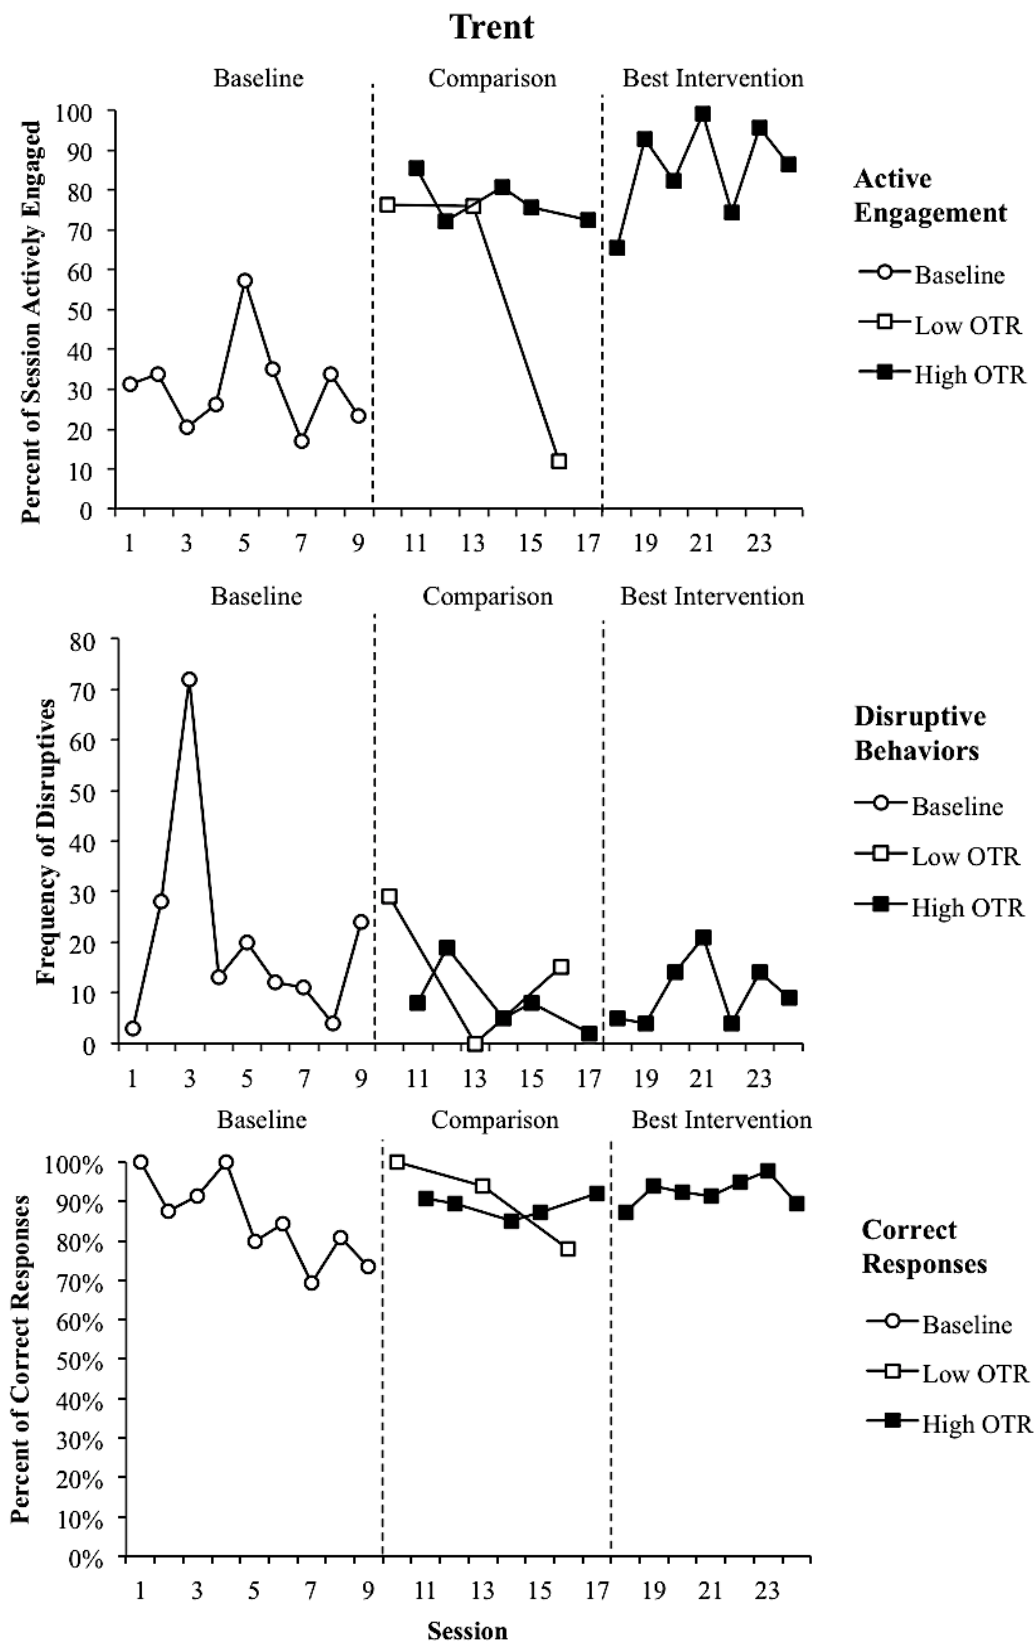 Trent
Baseline Comparison Best Intervention
Percent of Session Actively Engaged
100
90
80
70
60
50
40
30
20
10
0
1 3 5 7 9 11 13 15 17 19 21 23
Active
Engagement
Baseline
Low OTR
High OTR
Baseline Comparison Best Intervention
Frequency of Disruptives
80
70
60
50
40
30
20
10
0
1 3 5 7 9 11 13 15 17 19 21 23
Disruptive
Behaviors
Baseline
Low OTR
High OTR
Baseline Comparison Best Intervention
Percent of Correct Responses
100%
90%
80%
70%
60%
50%
40%
30%
20%
10%
0%
1 3 5 7 9 11 13 15 17 19 21 23
Session
Correct
Responses
Baseline
Low OTR
High OTR